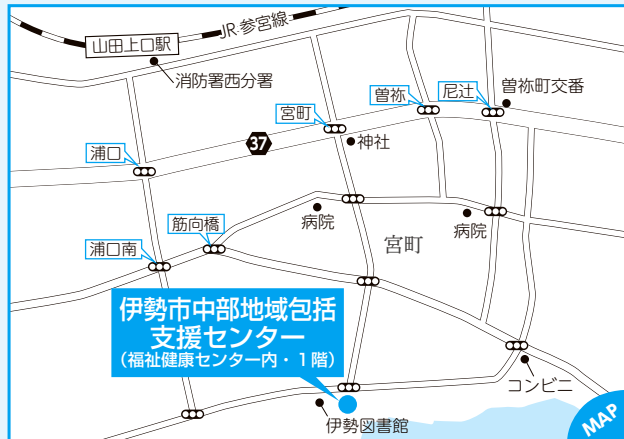 JR 参宮線
山田上口駅
消防署西分署
曽祢
尼辻
曽祢町交番
宮町
37
神社
浦口
病院
病院
筋向橋
宮町
浦口南
伊勢市中部地域包括
支援センター
（福祉健康センター内・1階）
コンビニ
伊勢図書館
MAP